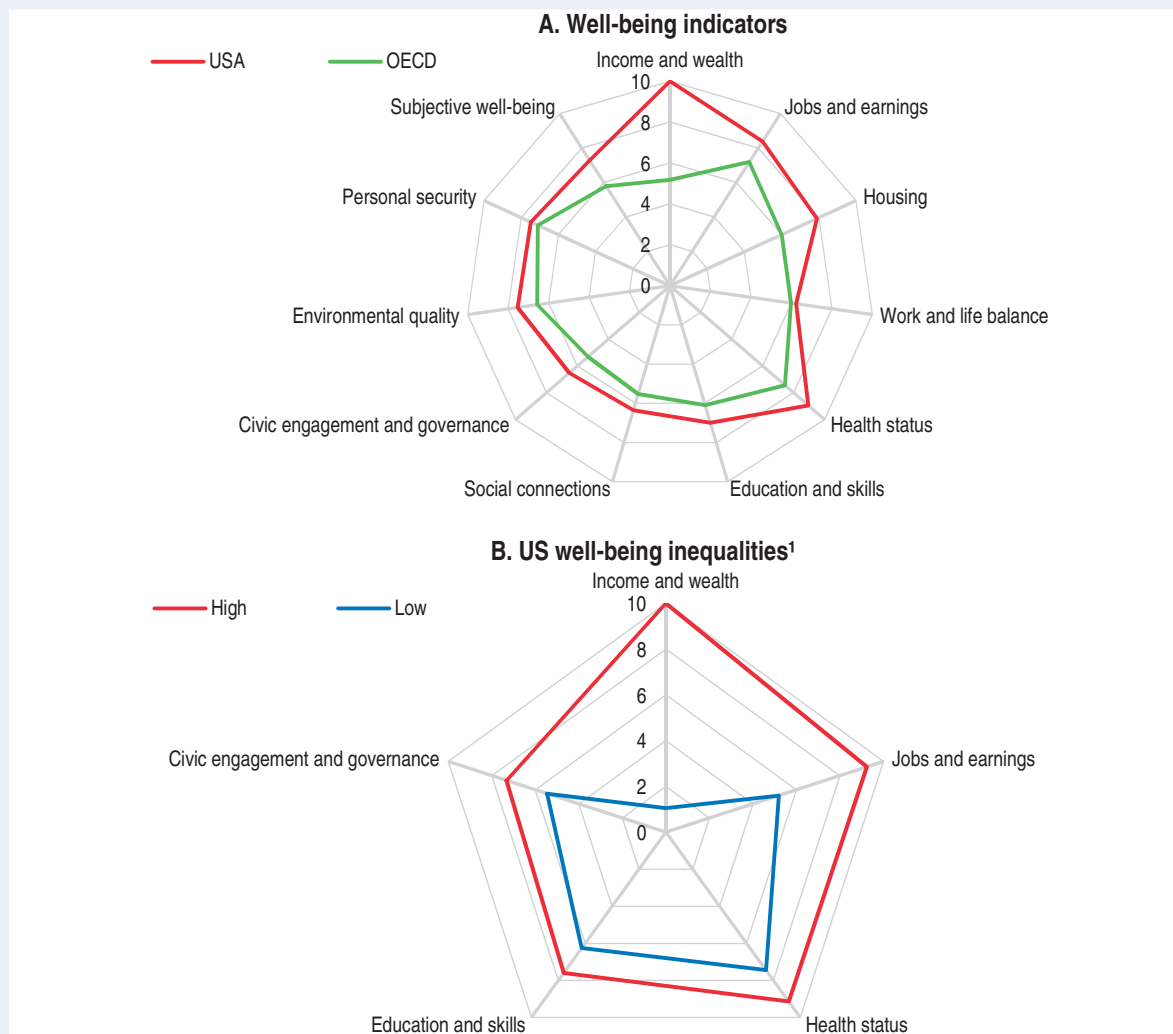 A. Well-being indicators
USA
OECD
Income and wealth
10
Subjective well-being
Jobs and earnings
8
6
Personal security
Housing
4
2
0
Environmental quality
Work and life balance
Civic engagement and governance
Health status
Social connections
Education and skills
B. US well-being inequalities¹
Income and wealth
High
Low
10
8
6
Civic engagement and governance
Jobs and earnings
4
2
0
Education and skills
Health status